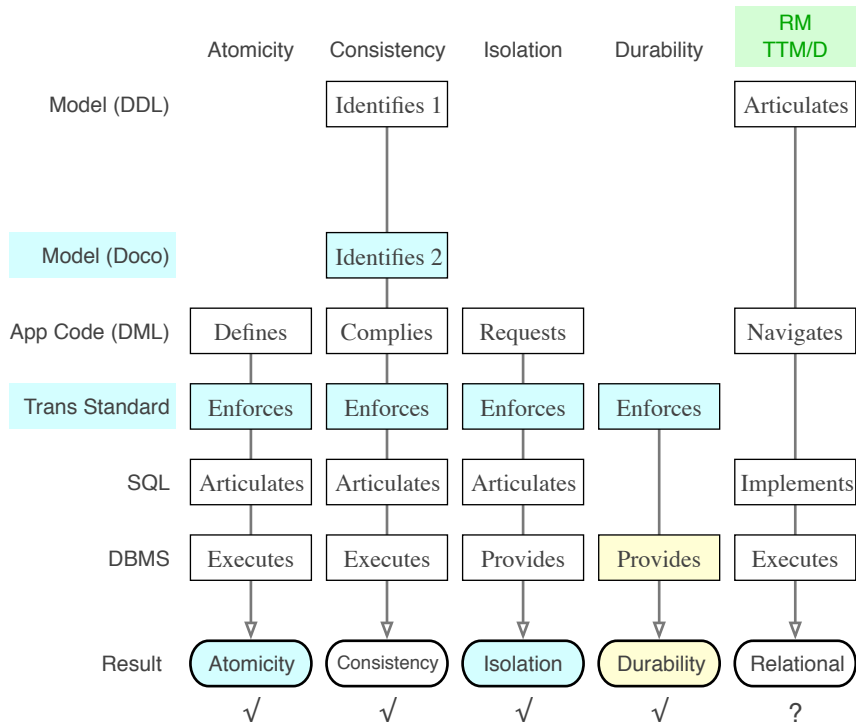 RM
Atomicity Consistency Isolation Durability TTM/D
Model (DDL) Identifies 1 Articulates
Model (Doco) Identifies 2
App Code (DML) Defines Complies Requests Navigates
Trans Standard Enforces Enforces Enforces Enforces
SQL Articulates Articulates Articulates Implements
DBMS Executes Executes Provides Provides Executes
Result Atomicity Consistency Isolation Durability Relational
√ √ √ √ ?